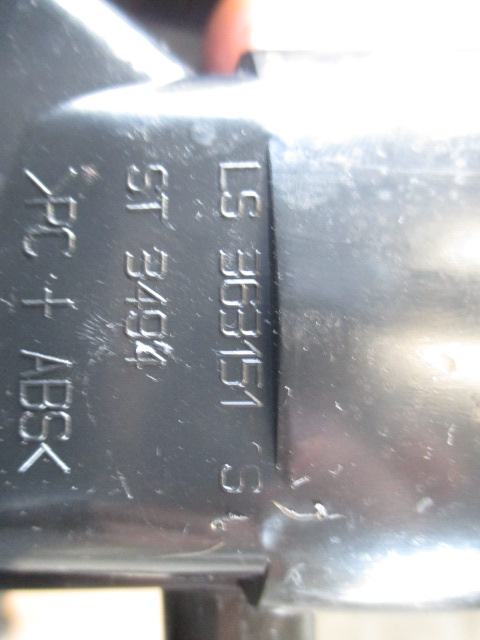 LS 363151 S
ST 3494
>PC + ABS<